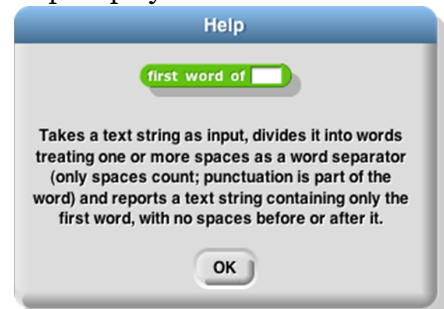 Help
first word of
Takes a text string as input, divides it into words
treating one or more spaces as a word separator
(only spaces count; punctuation is part of the
word) and reports a text string containing only the
first word, with no spaces before or after it.
OK